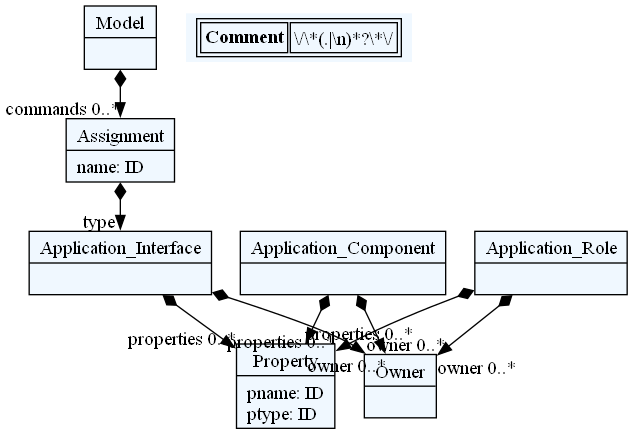 Model
Comment \/\*(.|\n)*?\*\/
commands 0..*
Assignment
name: ID
type
Application_Interface
Application_Component
Application_Role
properties 0..*
properties 0..*
properties 0..*
owner 0..*
owner 0..*
owner 0..*
Property
pname: ID
ptype: ID
Owner